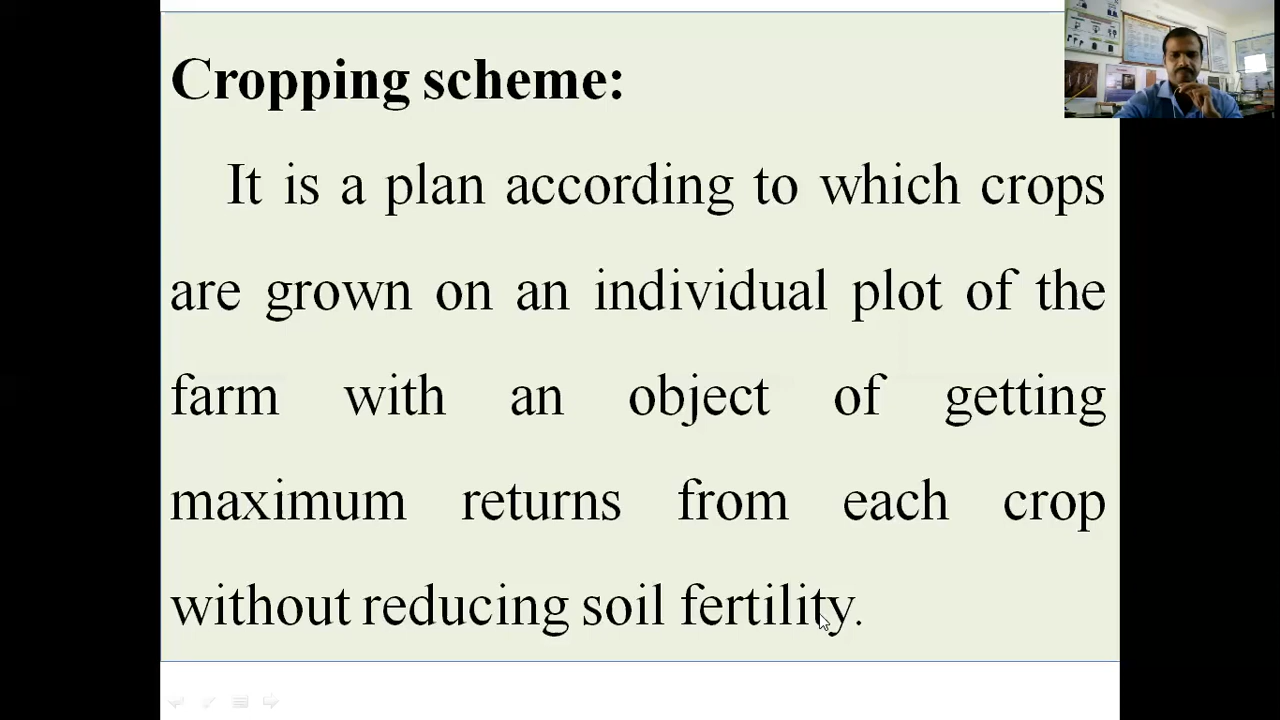 Cropping scheme:
It is a plan according to which crops
are grown on an individual plot of the
farm with an object of getting
maximum returns from each crop
without reducing soil fertility.